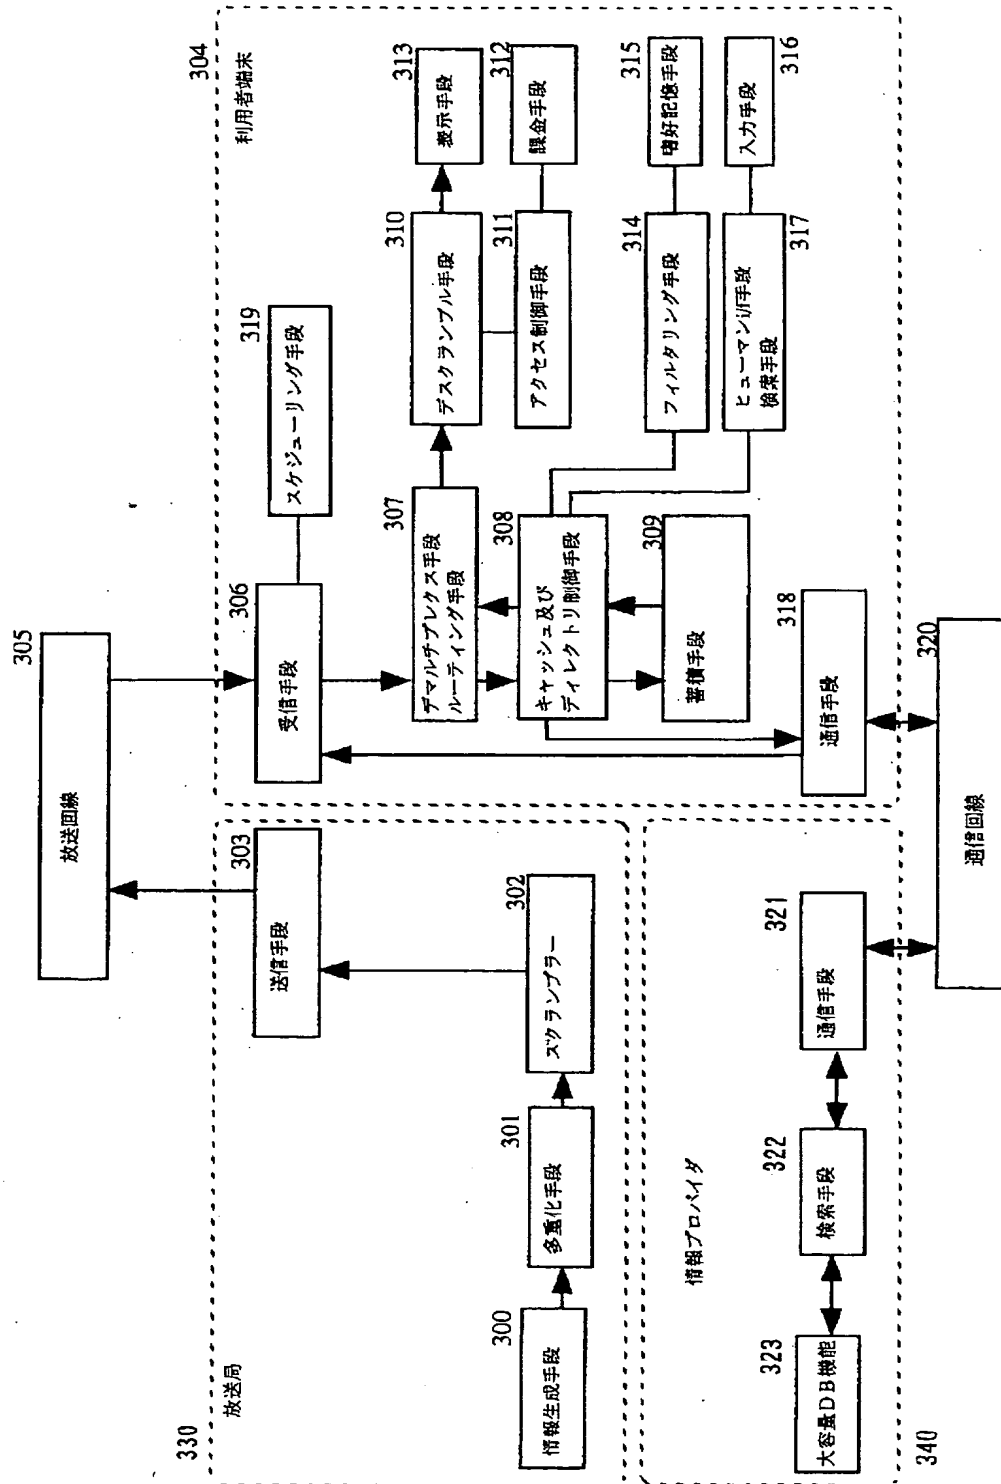 305
放送回線
330
放送局
300
情報生成手段
301
多重化手段
302
ズクランブラー
303
送信手段
304
利用者端末
306
受信手段
319
スケジューリング手段
307
デマルチプレクス手段
ルーティング手段
310
デスクランブル手段
313
表示手段
311
アクセス制御手段
312
課金手段
308
キャッシュ及び
ディレクトリ制御手段
309
蓄積手段
314
フィルタリング手段
315
嗜好記憶手段
ヒューマンi/f手段
検索手段
317
入力手段
316
318
通信手段
340
情報プロバイダ
323
大容量DB機能
322
検索手段
321
通信手段
320
通信回線